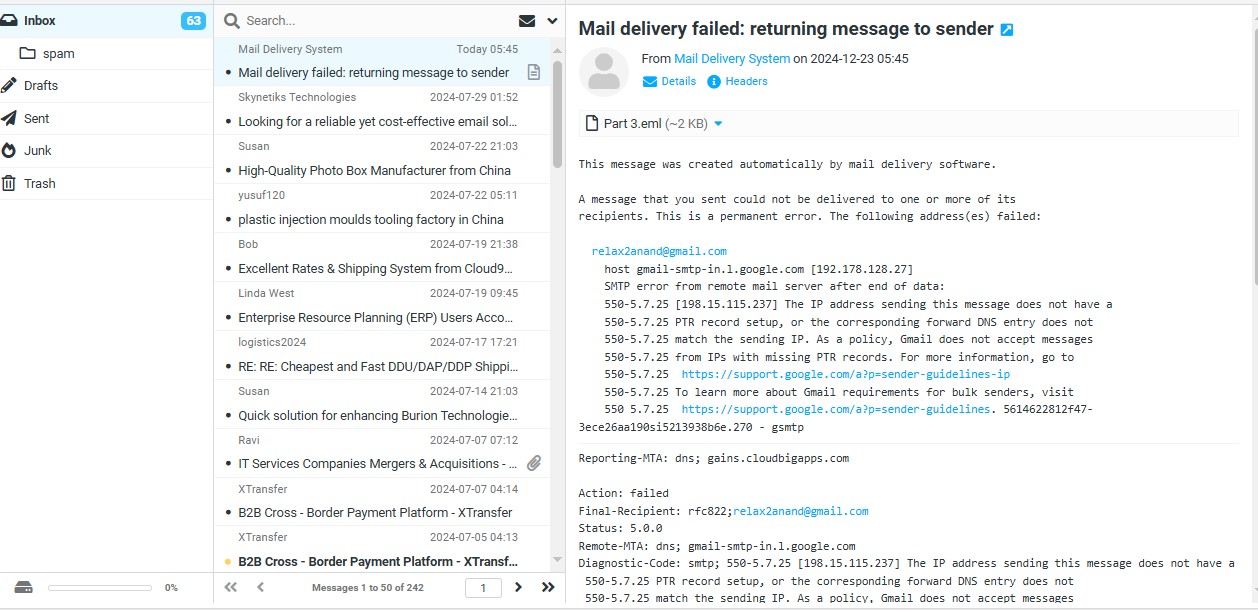 Inbox 63
spam
Drafts
Sent
Junk
Trash
Search...
Mail Delivery System Today 05:45
• Mail delivery failed: returning message to sender
Skynetiks Technologies 2024-07-29 01:52
• Looking for a reliable yet cost-effective email sol...
Susan 2024-07-22 21:03
• High-Quality Photo Box Manufacturer from China
yusuf120 2024-07-22 05:11
• plastic injection moulds tooling factory in China
Bob 2024-07-19 21:38
• Excellent Rates & Shipping System from Cloud9...
Linda West 2024-07-19 09:45
• Enterprise Resource Planning (ERP) Users Acco...
logistics2024 2024-07-17 17:21
• RE: RE: Cheapest and Fast DDU/DAP/DDP Shippi...
Susan 2024-07-14 21:03
• Quick solution for enhancing Burion Technologie...
Ravi 2024-07-07 07:12
• IT Services Companies Mergers & Acquisitions - ...
XTransfer 2024-07-07 04:14
• B2B Cross - Border Payment Platform - XTransfer
XTransfer 2024-07-05 04:13
• B2B Cross - Border Payment Platform - XTransf...
0%
Messages 1 to 50 of 242
1
Mail delivery failed: returning message to sender
From Mail Delivery System on 2024-12-23 05:45
Details Headers
Part 3.eml (~2 KB)
This message was created automatically by mail delivery software.
A message that you sent could not be delivered to one or more of its
recipients. This is a permanent error. The following address(es) failed:
relax2anand@gmail.com
host gmail-smtp-in.l.google.com [192.178.128.27]
SMTP error from remote mail server after end of data:
550-5.7.25 [198.15.115.237] The IP address sending this message does not have a
550-5.7.25 PTR record setup, or the corresponding forward DNS entry does not
550-5.7.25 match the sending IP. As a policy, Gmail does not accept messages
550-5.7.25 from IPs with missing PTR records. For more information, go to
550-5.7.25 https://support.google.com/a?p=sender-guidelines-ip
550-5.7.25 To learn more about Gmail requirements for bulk senders, visit
550 5.7.25 https://support.google.com/a?p=sender-guidelines. 5614622812f47-
3ece26aa190si5213938b6e.270 - gsmtp
Reporting-MTA: dns; gains.cloudbigapps.com
Action: failed
Final-Recipient: rfc822;relax2anand@gmail.com
Status: 5.0.0
Remote-MTA: dns; gmail-smtp-in.l.google.com
Diagnostic-Code: smtp; 550-5.7.25 [198.15.115.237] The IP address sending this message does not have a
550-5.7.25 PTR record setup, or the corresponding forward DNS entry does not
550-5.7.25 match the sending IP. As a policy, Gmail does not accept messages